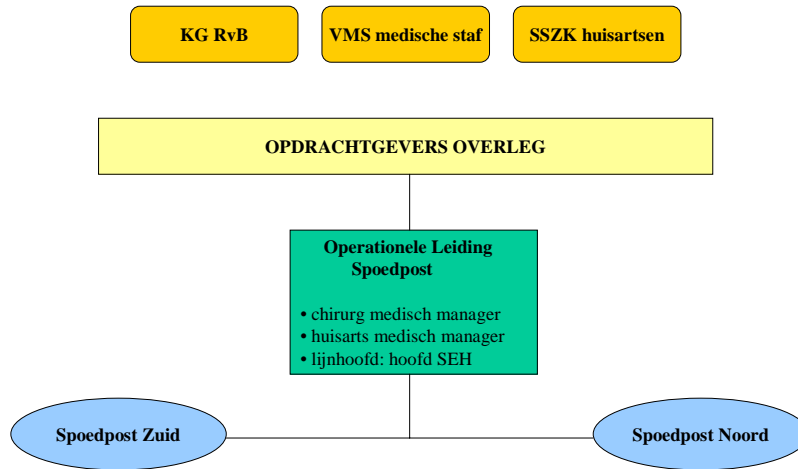 KG RvB
VMS medische staf
SSZK huisartsen
OPDRACHTGEVERS OVERLEG
Operationele Leiding
Spoedpost
• chirurg medisch manager
• huisarts medisch manager
• lijnhoofd: hoofd SEH
Spoedpost Zuid
Spoedpost Noord